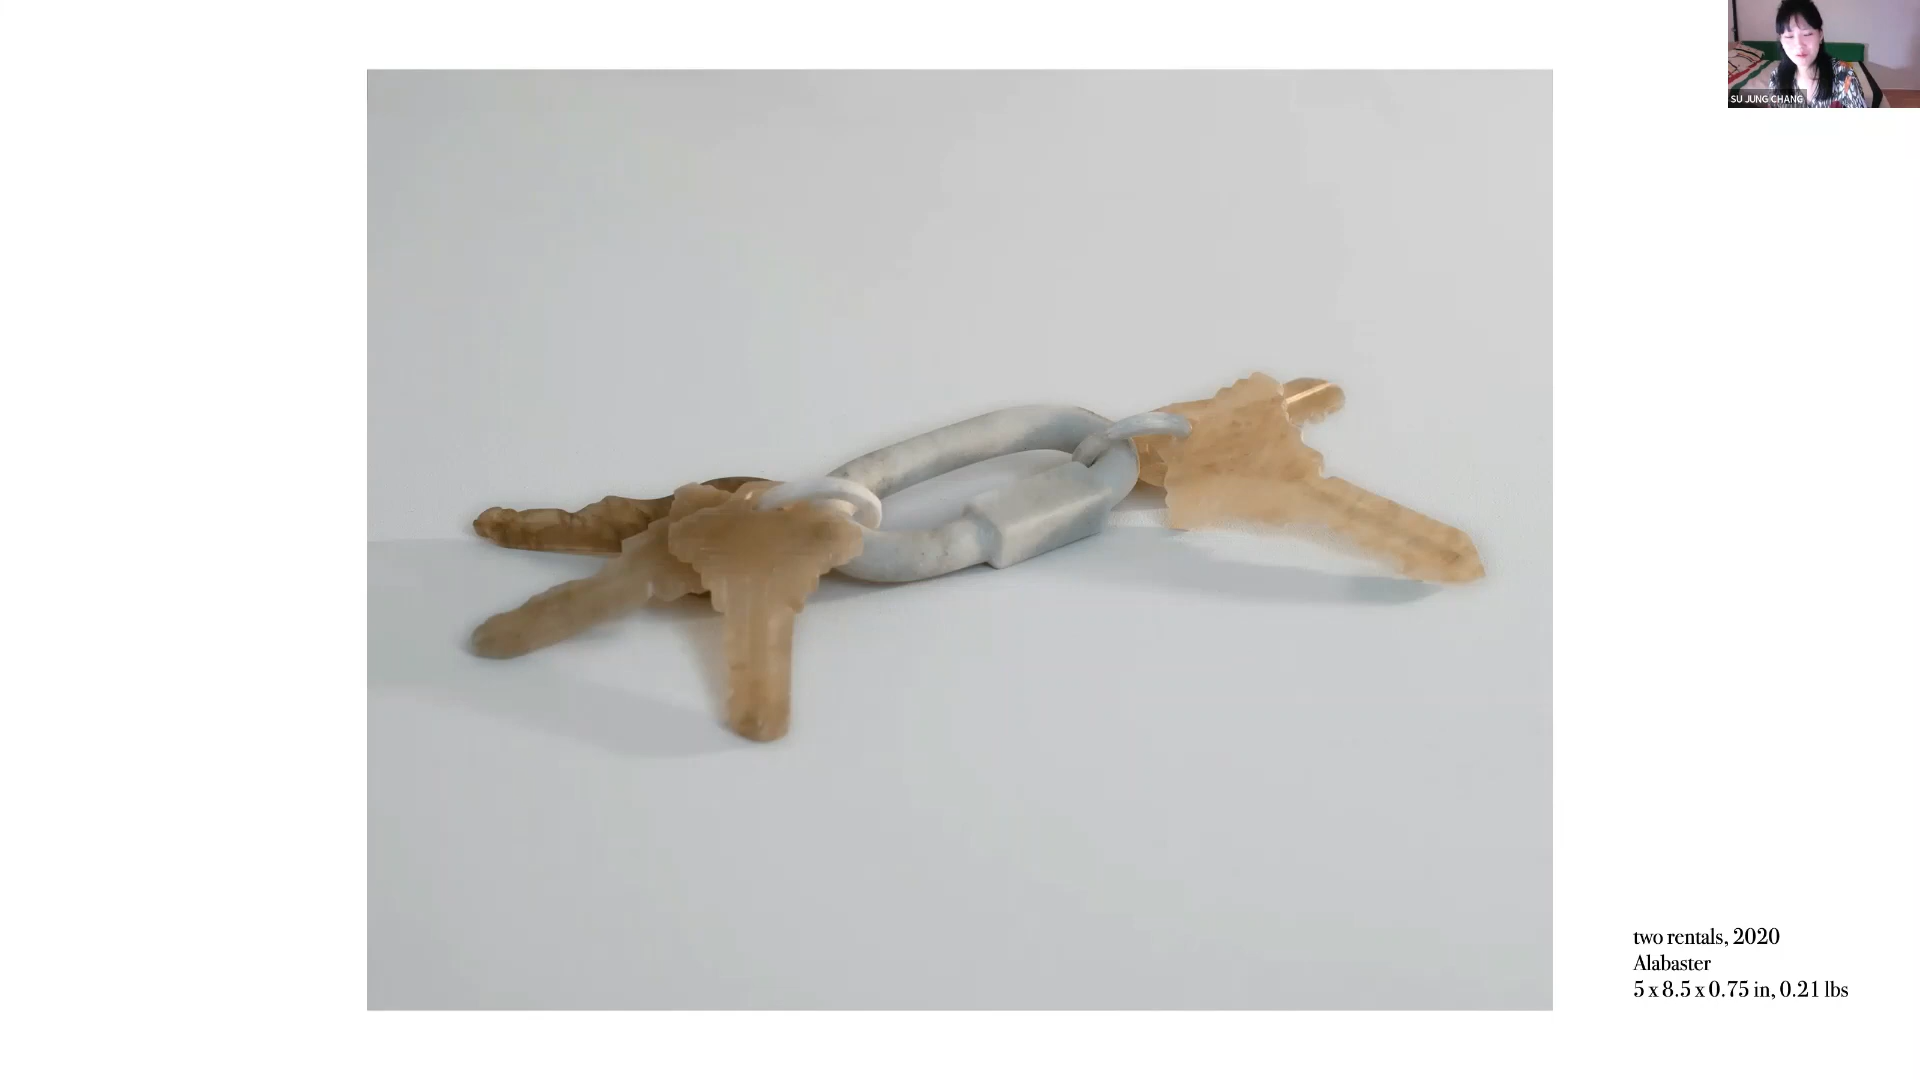 SU JUNG CHANG
two rentals, 2020
Alabaster
5 x 8.5 x 0.75 in, 0.21 lbs